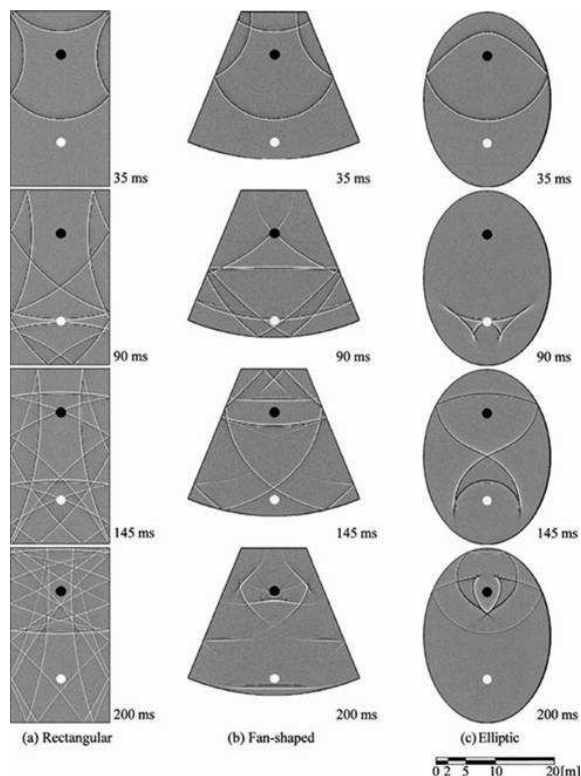 35 ms 35 ms 35 ms
90 ms 90 ms 90 ms
145 ms 145 ms 145 ms
200 ms 200 ms 200 ms
(a) Rectangular (b) Fan-shaped (c) Elliptic
0 2 5 10 20[m]